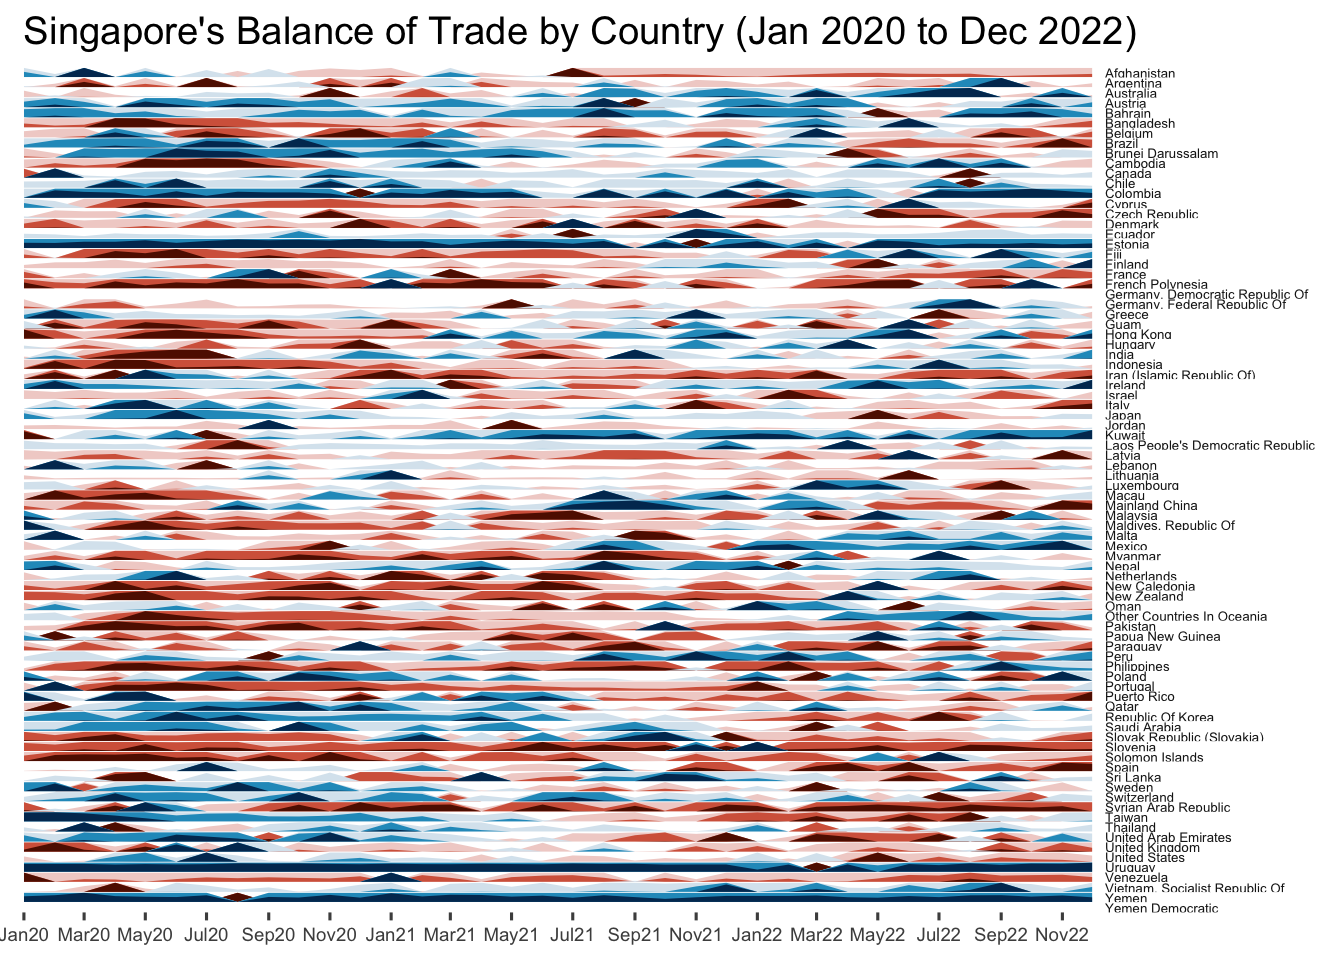 Singapore's Balance of Trade by Country (Jan 2020 to Dec 2022)
Afghanistan
Argentina
Australia
Austria
Bahrain
Bangladesh
Belgium
Brazil
Brunei Darussalam
Cambodia
Canada
Chile
Colombia
Cyprus
Czech Republic
Denmark
Ecuador
Estonia
Fiji
Finland
France
French Polynesia
Germany, Democratic Republic Of
Germany, Federal Republic Of
Greece
Guam
Hong Kong
Hungary
India
Indonesia
Iran (Islamic Republic Of)
Ireland
Israel
Italy
Japan
Jordan
Kuwait
Laos People's Democratic Republic
Latvia
Lebanon
Lithuania
Luxembourg
Macau
Mainland China
Malaysia
Maldives, Republic Of
Malta
Mexico
Myanmar
Nepal
Netherlands
New Caledonia
New Zealand
Oman
Other Countries In Oceania
Pakistan
Papua New Guinea
Paraguay
Peru
Philippines
Poland
Portugal
Puerto Rico
Qatar
Republic Of Korea
Saudi Arabia
Slovak Republic (Slovakia)
Slovenia
Solomon Islands
Spain
Sri Lanka
Sweden
Switzerland
Syrian Arab Republic
Taiwan
Thailand
United Arab Emirates
United Kingdom
United States
Uruguay
Venezuela
Vietnam, Socialist Republic Of
Yemen
Yemen Democratic
Jan20 Mar20 May20 Jul20 Sep20 Nov20 Jan21 Mar21 May21 Jul21 Sep21 Nov21 Jan22 Mar22 May22 Jul22 Sep22 Nov22